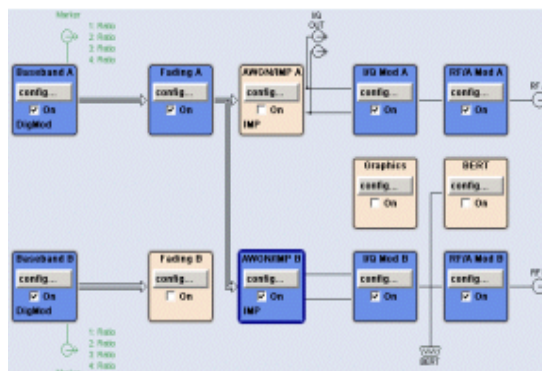 Marker
1: Ratio
2: Ratio
3: Ratio
4: Ratio
I/Q
OUT
Baseband A
config...
On
DigMod
Fading A
config...
On
AWGN/IMP A
config...
On
IMP
I/Q Mod A
config...
On
RF/A Mod A
config...
On
RF
Graphics
config...
On
BERT
config...
On
Baseband B
config...
On
DigMod
Fading B
config...
On
AWGN/IMP B
config...
On
IMP
I/Q Mod B
config...
On
RF/A Mod B
config...
On
RF
1: Ratio
2: Ratio
3: Ratio
4: Ratio
Marker
BERT